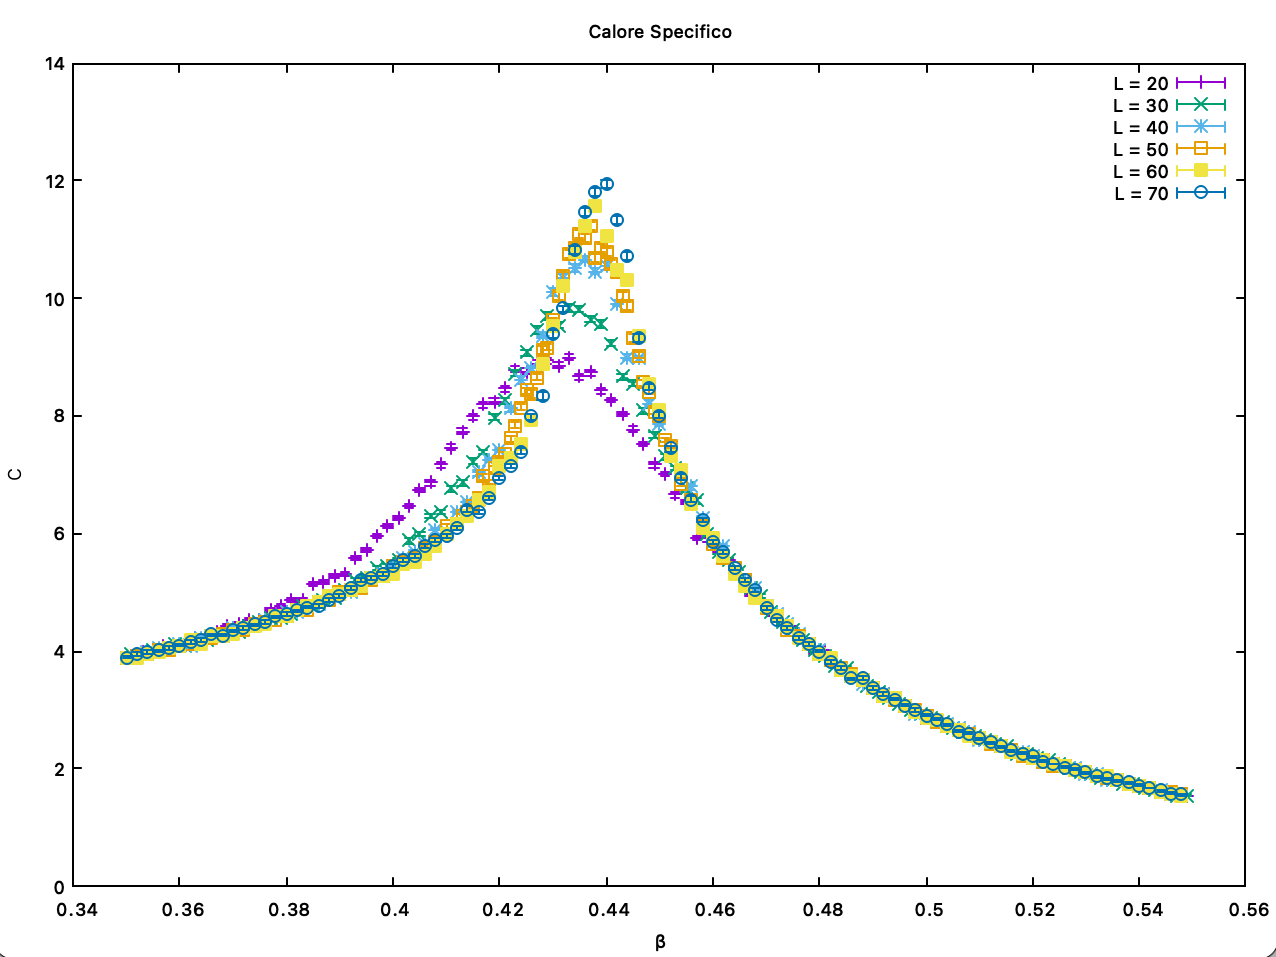 Calore Specifico
14
12
10
8
6
4
2
0
C
L = 20
L = 30
L = 40
L = 50
L = 60
L = 70
0.34 0.36 0.38 0.4 0.42 0.44 0.46 0.48 0.5 0.52 0.54 0.56
β